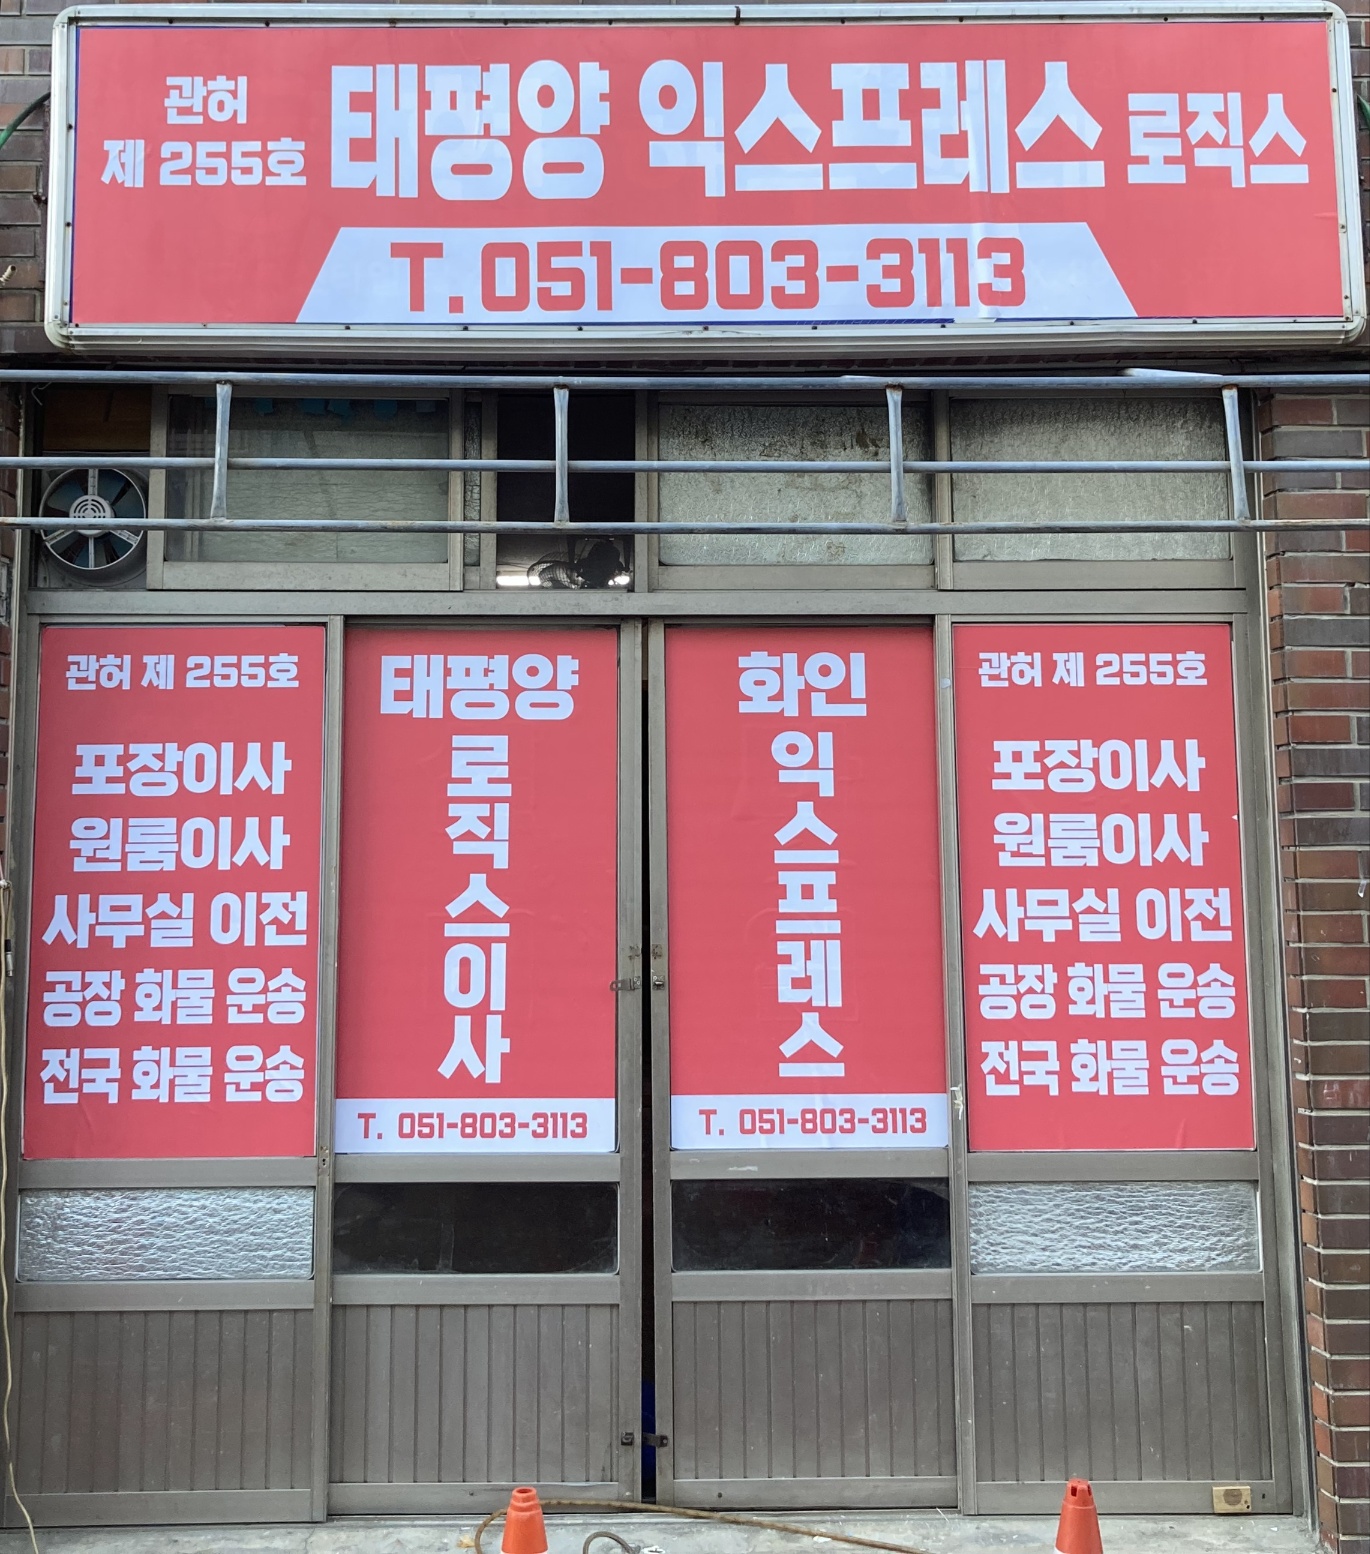 관허
제 255호
태평양 익스프레스 로직스
T. 051-803-3113
관허 제 255호
포장이사
원룸이사
사무실 이전
공장 화물 운송
전국 화물 운송
태평양
로
직
스
이
사
T. 051-803-3113
화인
익
스
프
레
스
T. 051-803-3113
관허 제 255호
포장이사
원룸이사
사무실 이전
공장 화물 운송
전국 화물 운송